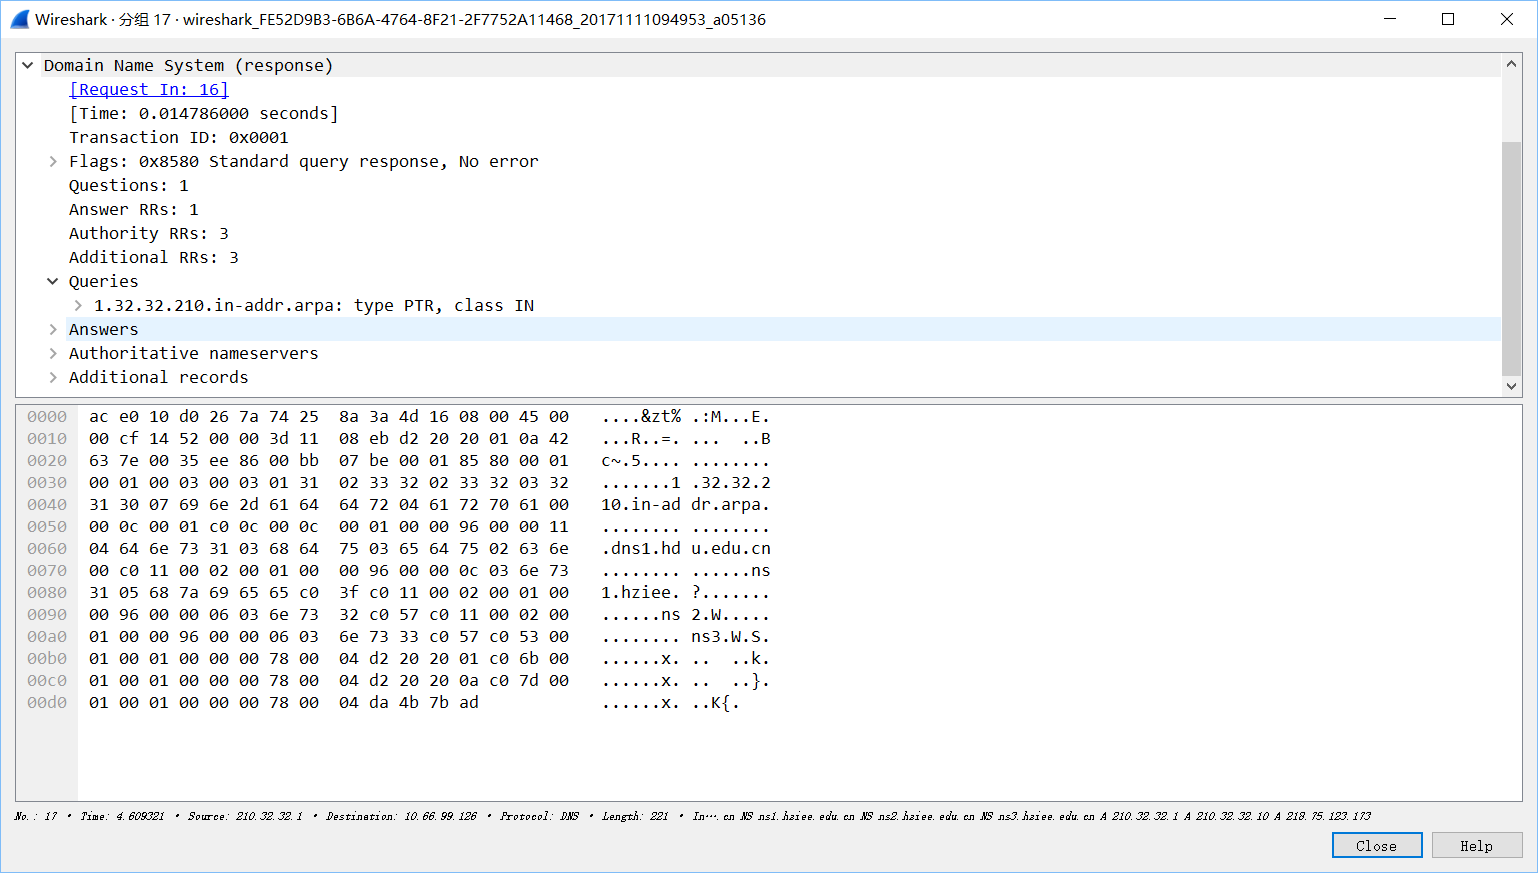 Wireshark · 分组 17 · wireshark_FE52D9B3-6B6A-4764-8F21-2F7752A11468_20171111094953_a05136
Domain Name System (response)
[Request In: 16]
[Time: 0.014786000 seconds]
Transaction ID: 0x0001
Flags: 0x8580 Standard query response, No error
Questions: 1
Answer RRs: 1
Authority RRs: 3
Additional RRs: 3
Queries
1.32.32.210.in-addr.arpa: type PTR, class IN
Answers
Authoritative nameservers
Additional records
0000 ac e0 10 d0 26 7a 74 25 8a 3a 4d 16 08 00 45 00 ....&zt% .:M...E.
0010 00 cf 14 52 00 00 3d 11 08 eb d2 20 20 01 0a 42 ...R..=. ...  ..B
0020 63 7e 00 35 ee 86 00 bb 07 be 00 01 85 80 00 01 c~.5.... ........
0030 00 01 00 03 00 03 01 31 02 33 32 02 33 32 03 32 .......1 .32.32.2
0040 31 30 07 69 6e 2d 61 64 64 72 04 61 72 70 61 00 10.in-ad dr.arpa.
0050 00 0c 00 01 c0 0c 00 0c 00 01 00 00 96 00 00 11 ........ ........
0060 04 64 6e 73 31 03 68 64 75 03 65 64 75 02 63 6e .dns1.hd u.edu.cn
0070 00 c0 11 00 02 00 01 00 00 96 00 00 0c 03 6e 73 ........ ......ns
0080 31 05 68 7a 69 65 65 c0 3f c0 11 00 02 00 01 00 1.hziee. ?.......
0090 00 96 00 00 06 03 6e 73 32 c0 57 c0 11 00 02 00 ......ns 2.W.....
00a0 01 00 00 96 00 00 06 03 6e 73 33 c0 57 c0 53 00 ........ ns3.W.S.
00b0 01 00 01 00 00 00 78 00 04 d2 20 20 01 c0 6b 00 ......x. ..  ..k.
00c0 01 00 01 00 00 00 78 00 04 d2 20 20 0a c0 7d 00 ......x. ..  ..}.
00d0 01 00 01 00 00 00 78 00 04 da 4b 7b ad ......x. ..K{.
No.: 17 · Time: 4.609321 · Source: 210.32.32.1 · Destination: 10.66.99.126 · Protocol: DNS · Length: 221 · In⋯.cn NS ns1.hziee.edu.cn NS ns2.hziee.edu.cn NS ns3.hziee.edu.cn A 210.32.32.1 A 210.32.32.10 A 218.75.123.173
Close Help